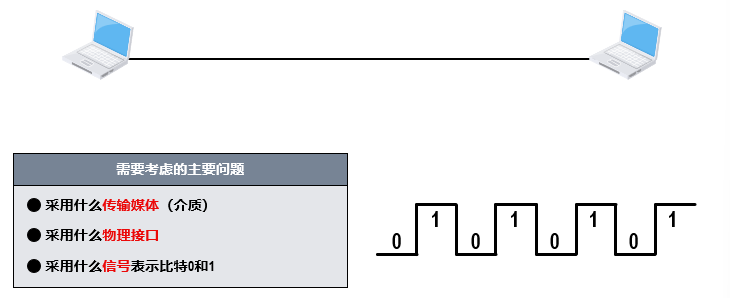 需要考虑的主要问题
● 采用什么传输媒体（介质）
● 采用什么物理接口
● 采用什么信号表示比特0和1
0 1 0 1 0 1 0 1